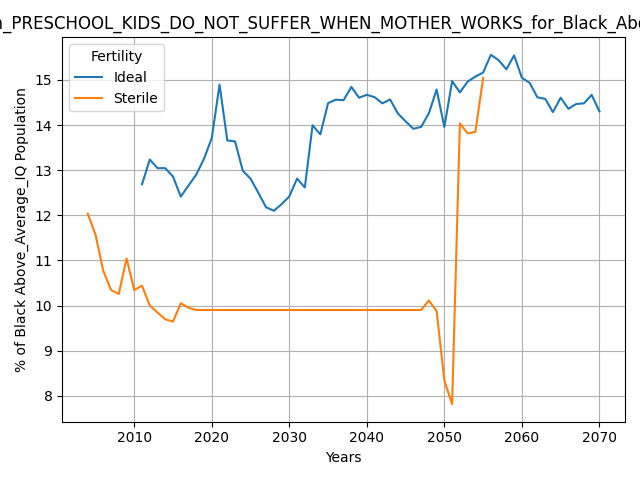 PRESCHOOL_KIDS_DO_NOT_SUFFER_WHEN_MOTHER_WORKS_for_Black_Abo
Fertility
Ideal
Sterile
% of Black Above_Average_IQ Population
15
14
13
12
11
10
9
8
2010 2020 2030 2040 2050 2060 2070
Years